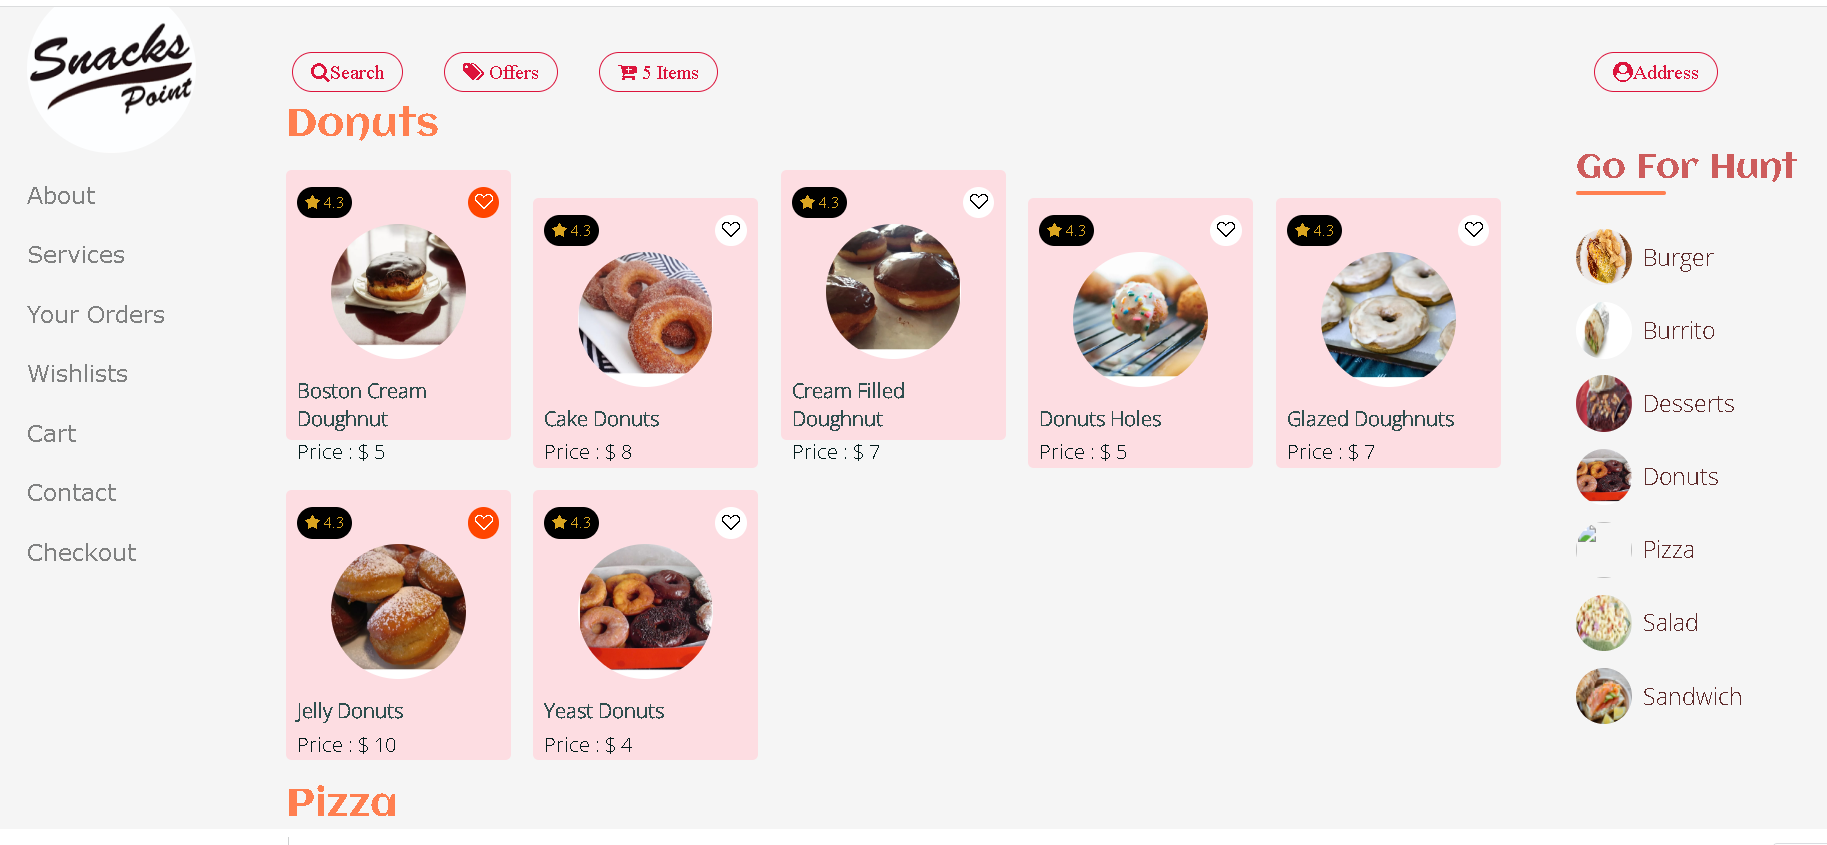 Snacks
Point
Search
Offers
5 Items
Address
Donuts
Go For Hunt
About
Services
Your Orders
Wishlists
Cart
Contact
Checkout
4.3
Boston Cream
Doughnut
Price : $ 5
4.3
Cake Donuts
Price : $ 8
4.3
Cream Filled
Doughnut
Price : $ 7
4.3
Donuts Holes
Price : $ 5
4.3
Glazed Doughnuts
Price : $ 7
4.3
Jelly Donuts
Price : $ 10
4.3
Yeast Donuts
Price : $ 4
Pizza
Burger
Burrito
Desserts
Donuts
Pizza
Salad
Sandwich